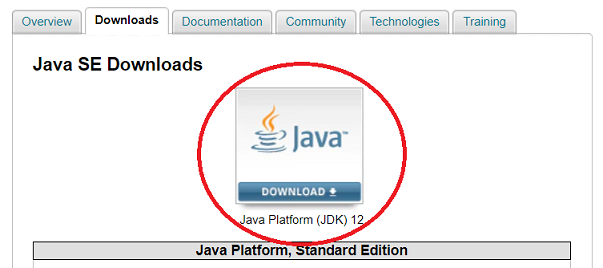 Overview Downloads Documentation Community Technologies Training
Java SE Downloads
Java™
DOWNLOAD
Java Platform (JDK) 12
Java Platform, Standard Edition